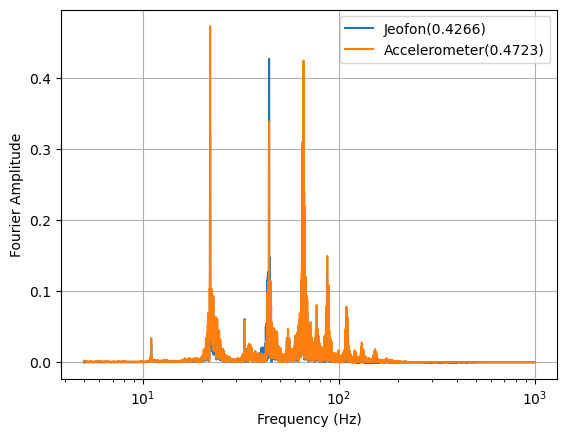 Jeofon(0.4266)
Accelerometer(0.4723)
0.4
0.3
0.2
0.1
0.0
Fourier Amplitude
10¹
10²
10³
Frequency (Hz)